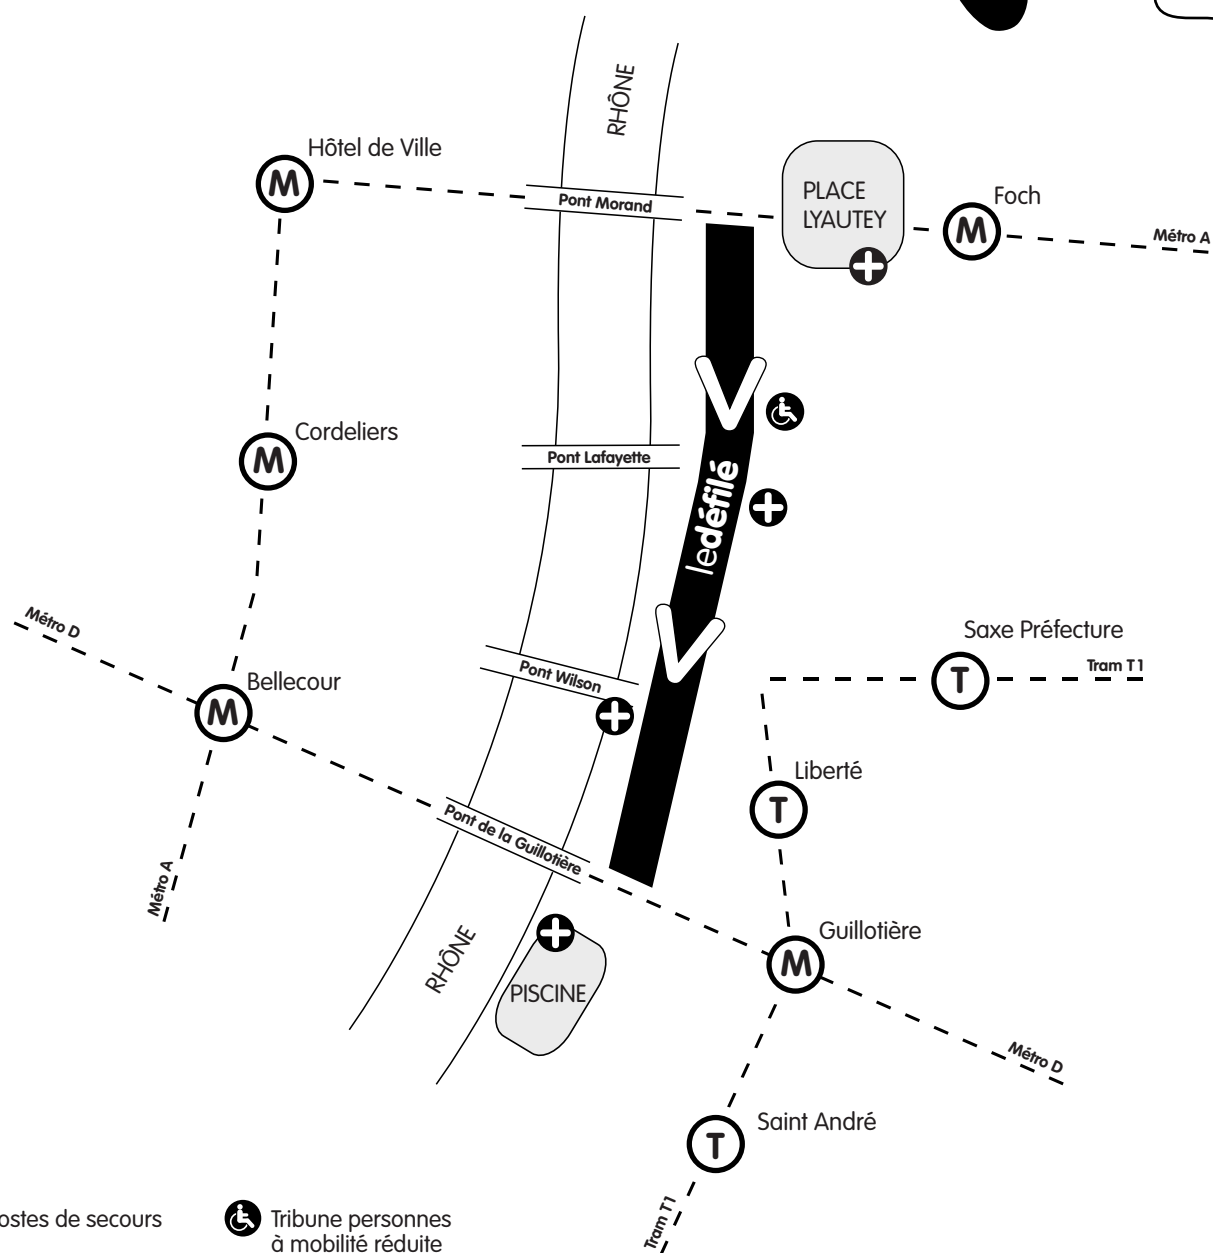 RHÔNE
Hôtel de Ville
M
Pont Morand
PLACE
LYAUTEY
Foch
M
Métro A
Cordeliers
M
Pont Lafayette
ledéfilé
Métro D
Saxe Préfecture
T
Tram T1
Bellecour
M
Pont Wilson
Liberté
T
Pont de la Guillotière
Métro A
Guillotière
M
RHÔNE
PISCINE
Métro D
Saint André
T
Tram T1
ostes de secours
Tribune personnes
à mobilité réduite